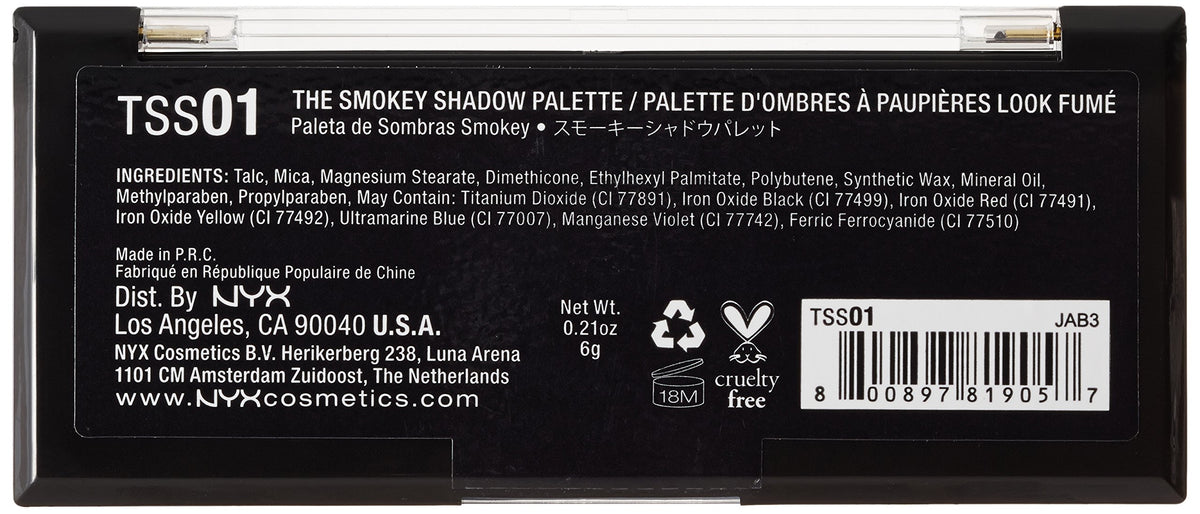 TSS01
THE SMOKEY SHADOW PALETTE / PALETTE D'OMBRES À PAUPIÈRES LOOK FUMÉ
Paleta de Sombras Smokey • スモーキーシャドウパレット
INGREDIENTS: Talc, Mica, Magnesium Stearate, Dimethicone, Ethylhexyl Palmitate, Polybutene, Synthetic Wax, Mineral Oil,
Methylparaben, Propylparaben, May Contain: Titanium Dioxide (CI 77891), Iron Oxide Black (CI 77499), Iron Oxide Red (CI 77491),
Iron Oxide Yellow (CI 77492), Ultramarine Blue (CI 77007), Manganese Violet (CI 77742), Ferric Ferrocyanide (CI 77510)
Made in P.R.C.
Fabriqué en République Populaire de Chine
Dist. By NYX
Los Angeles, CA 90040 U.S.A.
NYX Cosmetics B.V. Herikerberg 238, Luna Arena
1101 CM Amsterdam Zuidoost, The Netherlands
www.NYXcosmetics.com
Net Wt.
0.21oz
6g
18M
cruelty
free
TSS01 JAB3
8 00897 81905 7